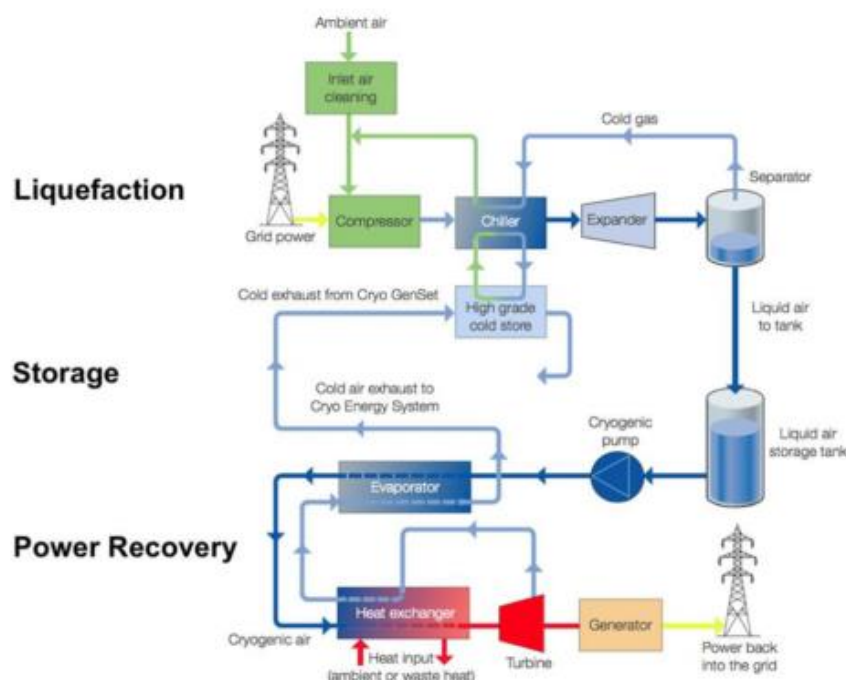 Ambient air
Inlet air
cleaning
Cold gas
Separator
Liquefaction
Grid power
Compressor
Chiller
Expander
Cold exhaust from Cryo GenSet
High grade
cold store
Liquid air
to tank
Storage
Cold air exhaust to
Cryo Energy System
Cryogenic
pump
Liquid air
storage tank
Evaporator
Power Recovery
Heat exchanger
Generator
Cryogenic air
Heat input
(ambient or waste heat)
Turbine
Power back
into the grid